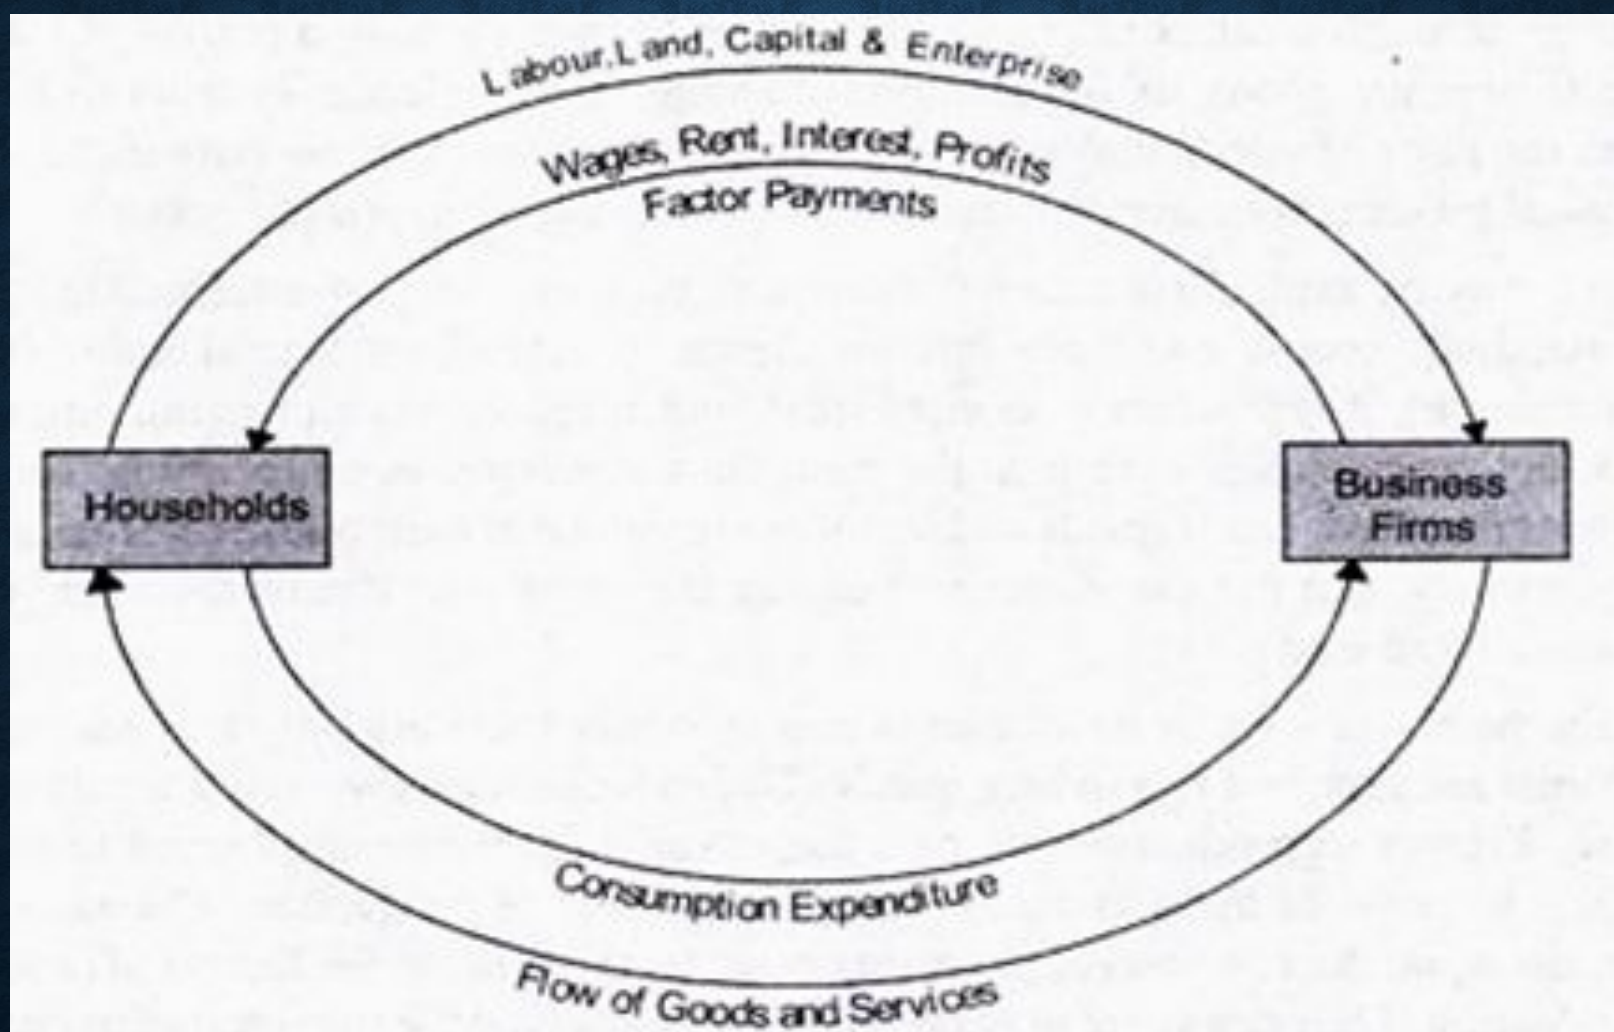 Labour, Land, Capital & Enterprise
Wages, Rent, Interest, Profits
Factor Payments
Households
Business
Firms
Consumption Expenditure
Flow of Goods and Services